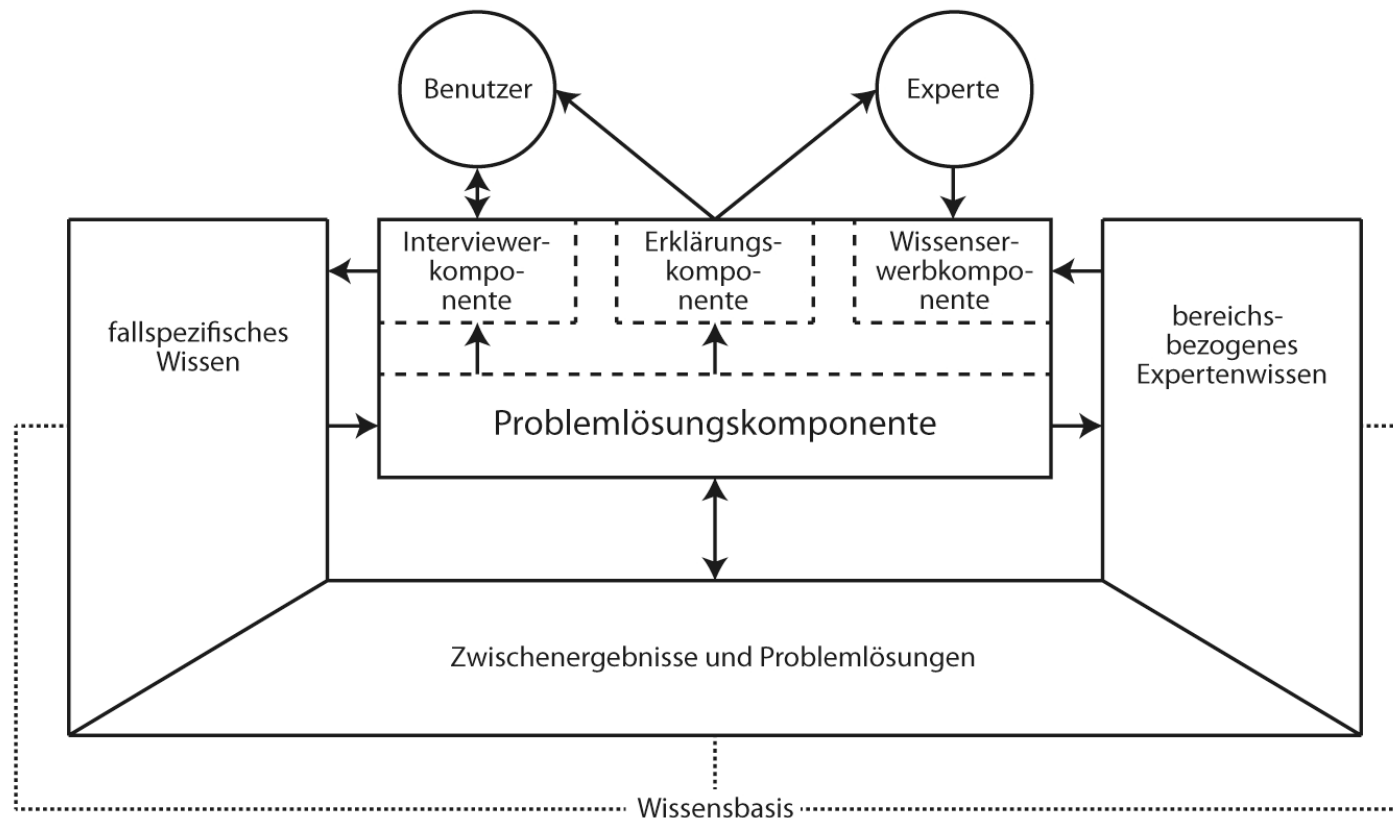 Benutzer
Experte
Interviewer-
kompo-
nente
Erklärungs-
kompo-
nente
Wissenser-
werbkompo-
nente
fallspezifisches
Wissen
bereichs-
bezogenes
Expertenwissen
Problemlösungskomponente
Zwischenergebnisse und Problemlösungen
Wissensbasis